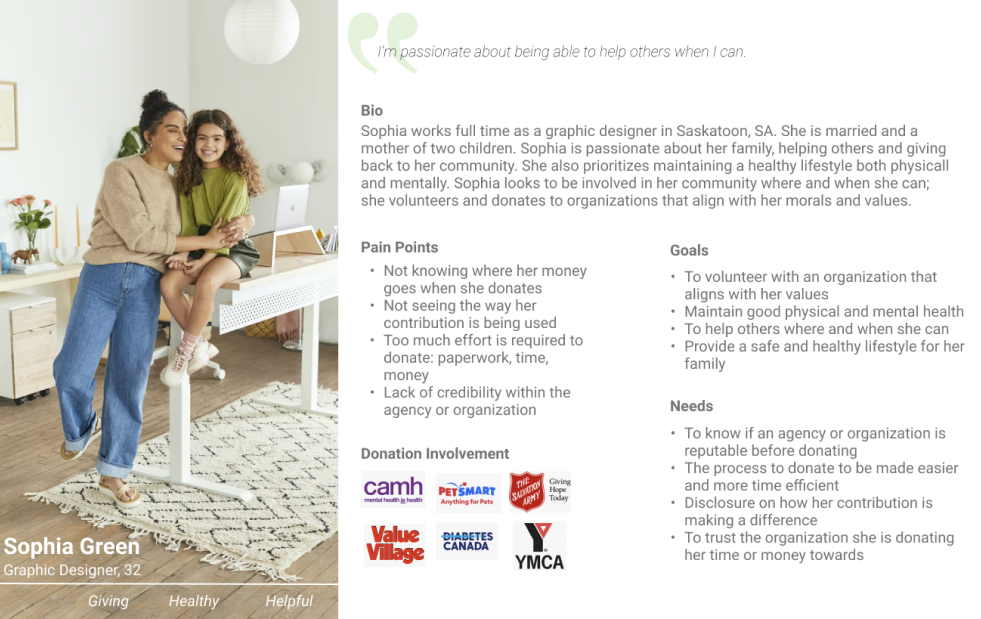 I'm passionate about being able to help others when I can.
Bio
Sophia works full time as a graphic designer in Saskatoon, SA. She is married and a
mother of two children. Sophia is passionate about her family, helping others and giving
back to her community. She also prioritizes maintaining a healthy lifestyle both physicall
and mentally. Sophia looks to be involved in her community where and when she can;
she volunteers and donates to organizations that align with her morals and values.
Pain Points
• Not knowing where her money
goes when she donates
• Not seeing the way her
contribution is being used
• Too much effort is required to
donate: paperwork, time,
money
• Lack of credibility within the
agency or organization
Donation Involvement
camh
mental health is health
PETSMART
Anything for Pets
THE
SALVATION
ARMY
Giving
Hope
Today
Value
Village
DIABETES
CANADA
YMCA
Goals
• To volunteer with an organization that
aligns with her values
• Maintain good physical and mental health
• To help others where and when she can
• Provide a safe and healthy lifestyle for her
family
Needs
• To know if an agency or organization is
reputable before donating
• The process to donate to be made easier
and more time efficient
• Disclosure on how her contribution is
making a difference
• To trust the organization she is donating
her time or money towards
Sophia Green
Graphic Designer, 32
Giving Healthy Helpful